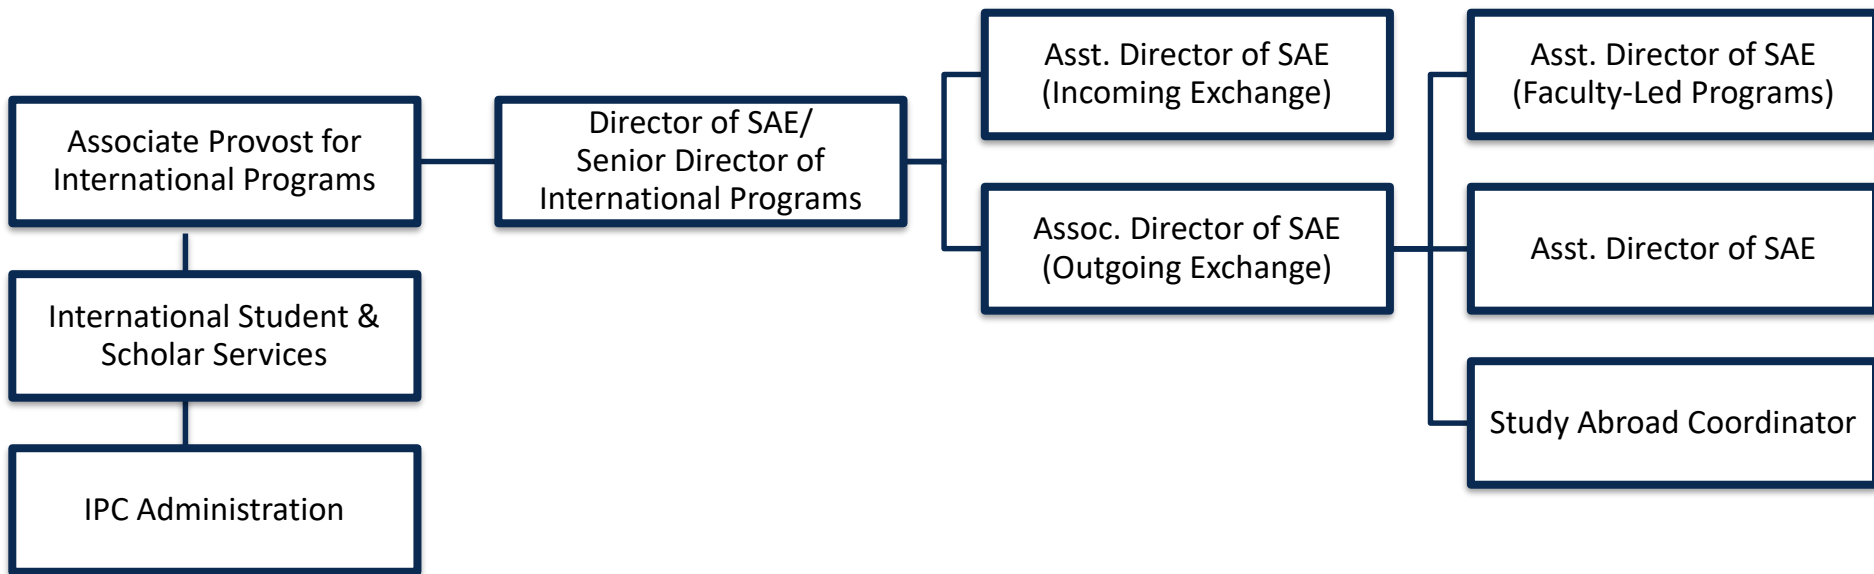 Associate Provost for
International Programs
International Student &
Scholar Services
IPC Administration
Director of SAE/
Senior Director of
International Programs
Asst. Director of SAE
(Incoming Exchange)
Assoc. Director of SAE
(Outgoing Exchange)
Asst. Director of SAE
(Faculty-Led Programs)
Asst. Director of SAE
Study Abroad Coordinator